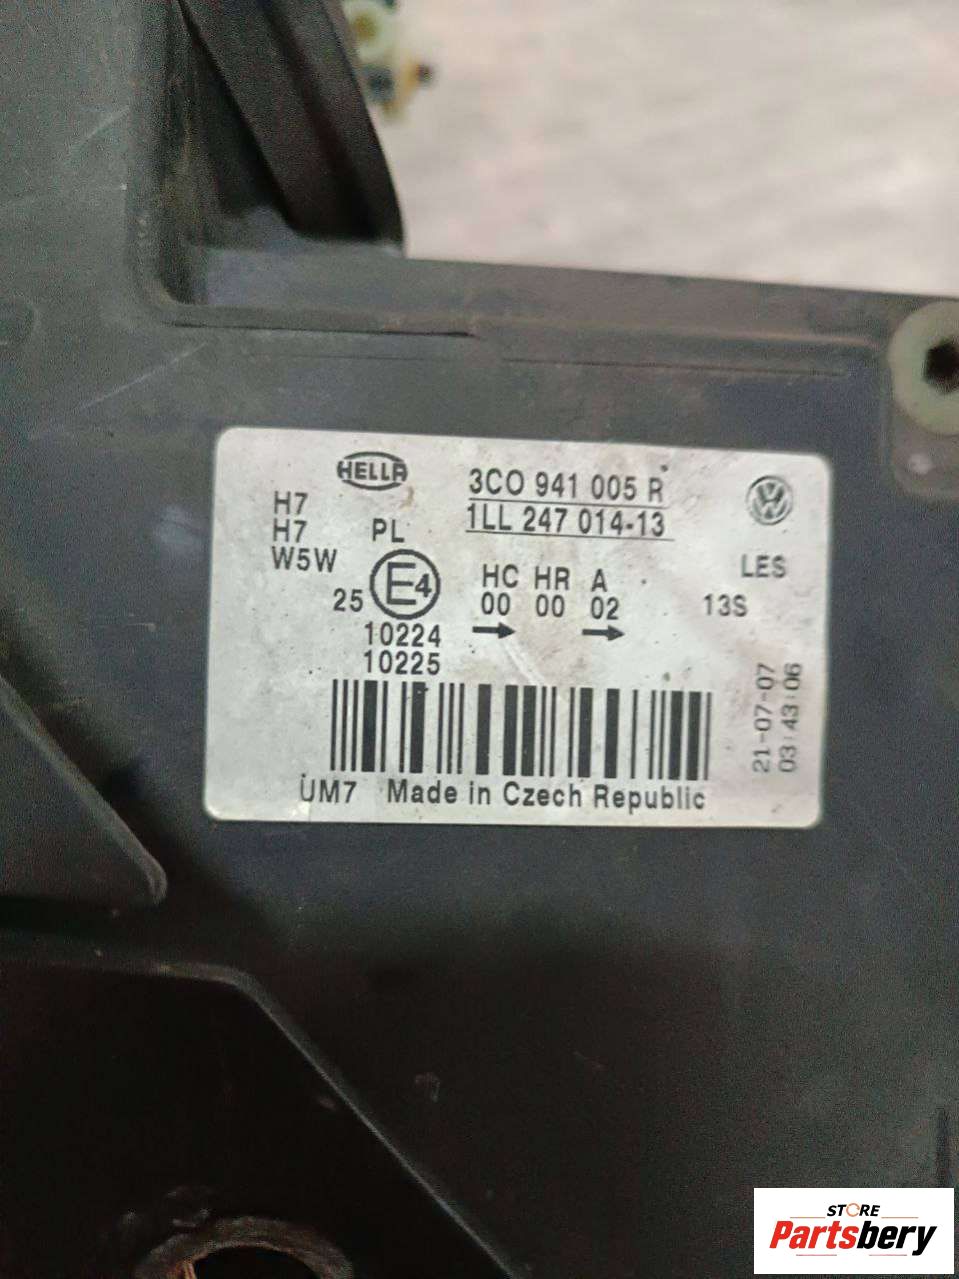 HELLA
3C0 941 005 R
1LL 247 014-13
H7
H7
W5W
PL
LES
25 E4
HC HR A
00 00 02
13S
10224
10225
21-07-07
03:43:06
UM7 Made in Czech Republic
STORE
Partsbery